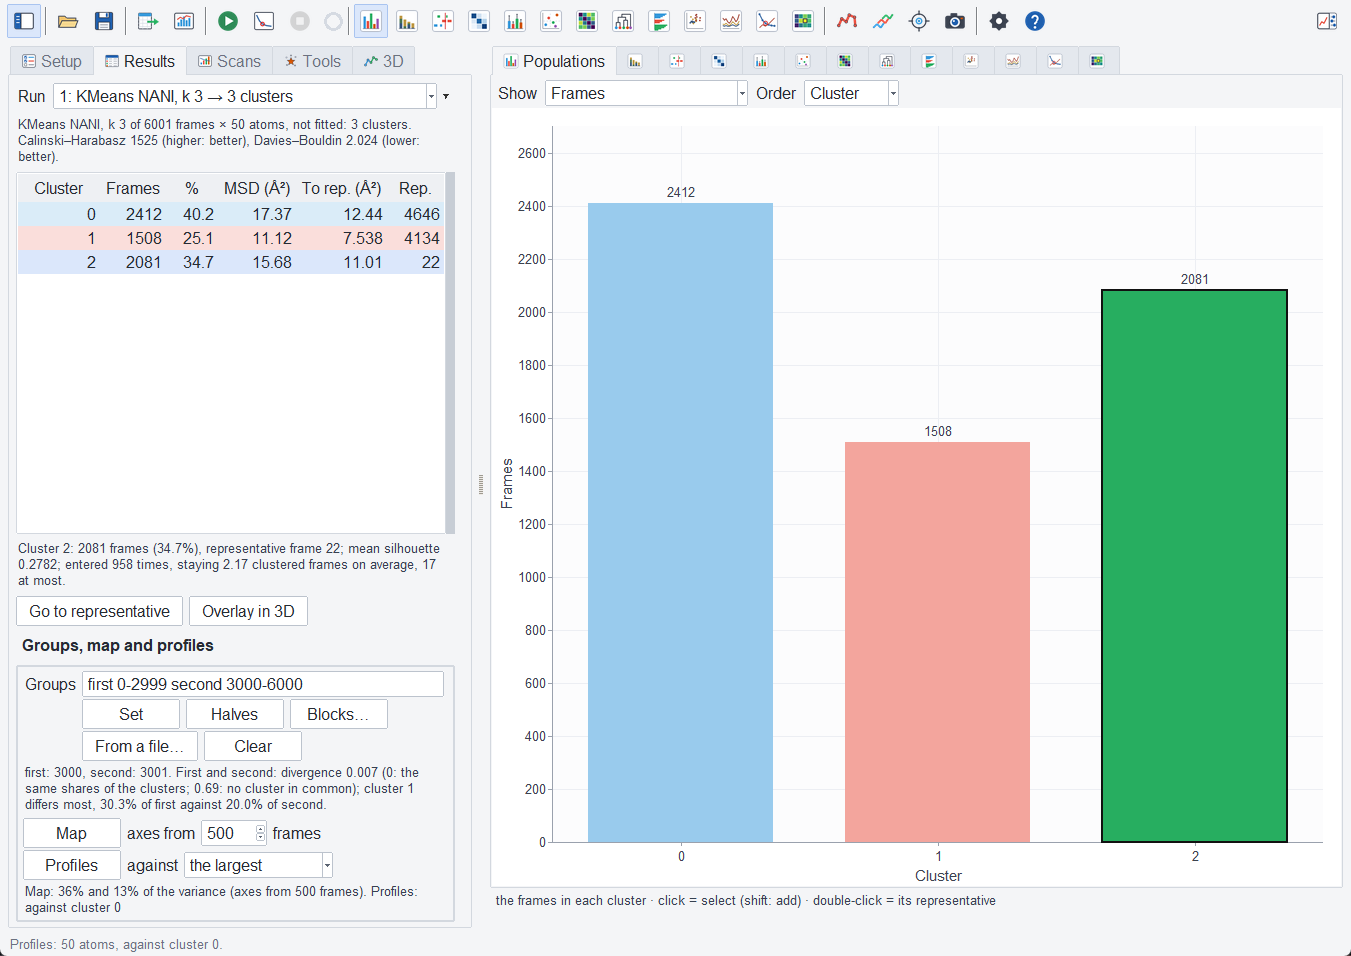 Setup
Results
Scans
Tools
3D
Populations
Run
1: KMeans NANI, k 3 → 3 clusters
Show
Frames
Order
Cluster
KMeans NANI, k 3 of 6001 frames × 50 atoms, not fitted: 3 clusters.
Calinski–Harabasz 1525 (higher: better), Davies–Bouldin 2.024 (lower:
better).
Cluster Frames % MSD (Å²) To rep. (Å²) Rep.
0 2412 40.2 17.37 12.44 4646
1 1508 25.1 11.12 7.538 4134
2 2081 34.7 15.68 11.01 22
Cluster 2: 2081 frames (34.7%), representative frame 22; mean silhouette
0.2782; entered 958 times, staying 2.17 clustered frames on average, 17
at most.
Go to representative
Overlay in 3D
Groups, map and profiles
Groups
first 0-2999 second 3000-6000
Set
Halves
Blocks...
From a file...
Clear
first: 3000, second: 3001. First and second: divergence 0.007 (0: the
same shares of the clusters; 0.69: no cluster in common); cluster 1
differs most, 30.3% of first against 20.0% of second.
Map
axes from
500
frames
Profiles
against
the largest
Map: 36% and 13% of the variance (axes from 500 frames). Profiles:
against cluster 0
Profiles: 50 atoms, against cluster 0.
2600
2400
2200
2000
1800
1600
1400
1200
1000
800
600
400
200
0
Frames
2412
1508
2081
0
1
2
Cluster
the frames in each cluster · click = select (shift: add) · double-click = its representative